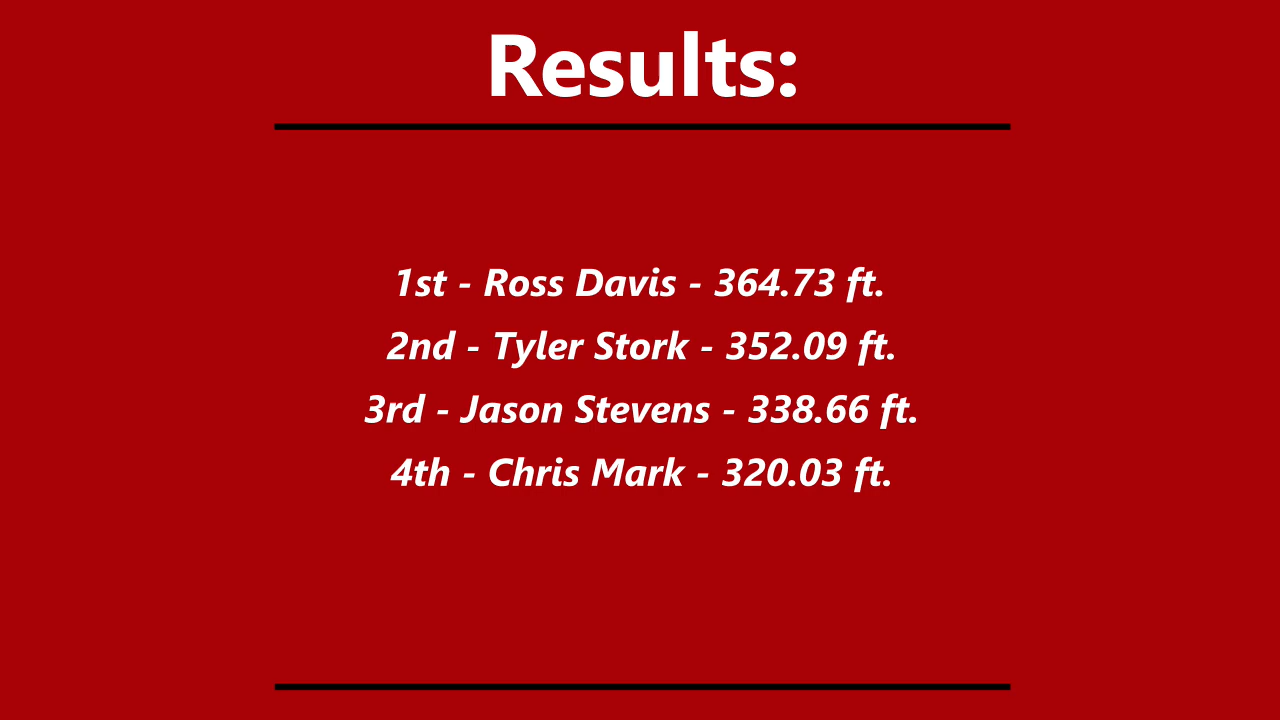 Results:
1st - Ross Davis - 364.73 ft.
2nd - Tyler Stork - 352.09 ft.
3rd - Jason Stevens - 338.66 ft.
4th - Chris Mark - 320.03 ft.